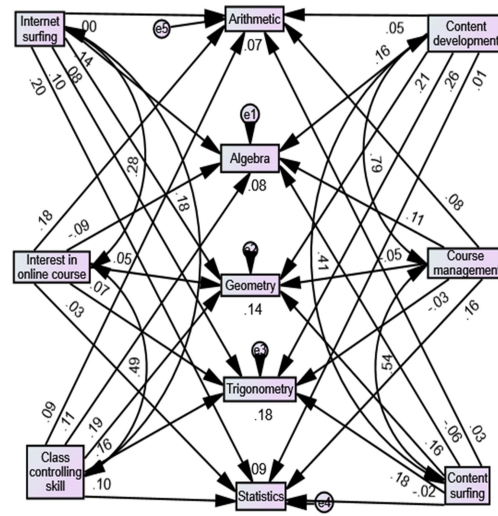 Internet
surfing
.00
e5
Arithmetic
.07
.05
Content
development
.14
.08
.10
.20
.16
.21
.26
.01
e1
Algebra
.08
.28
.18
.79
.18
-.09
.11
.08
Interest in
online course
.05
e2
Geometry
.14
.41
-.05
Course
management
.07
.03
-.03
.16
e3
Trigonometry
.18
.49
.54
.09
.11
.19
.16
.10
Class
controlling
skill
.09
Statistics
e4
.03
-.06
.16
.18
-.02
Content
surfing